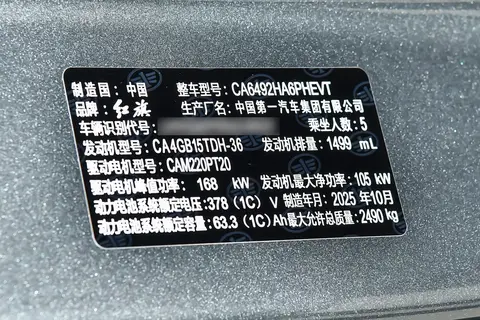 制造国：中国 整车型号：CA6492HA6PHEVT
品牌：红旗 生产厂名：中国第一汽车集团有限公司
车辆识别代号： 乘坐人数：5
发动机型号：CA4GB15TDH-36 发动机排量：1499 mL
驱动电机型号：CAM220PT20
驱动电机峰值功率：168 kW 发动机最大净功率：105 kW
动力电池系统额定电压：378 (1C) V 制造年月：2025年10月
动力电池系统额定容量：63.3 (1C) Ah 最大允许总质量：2490 kg